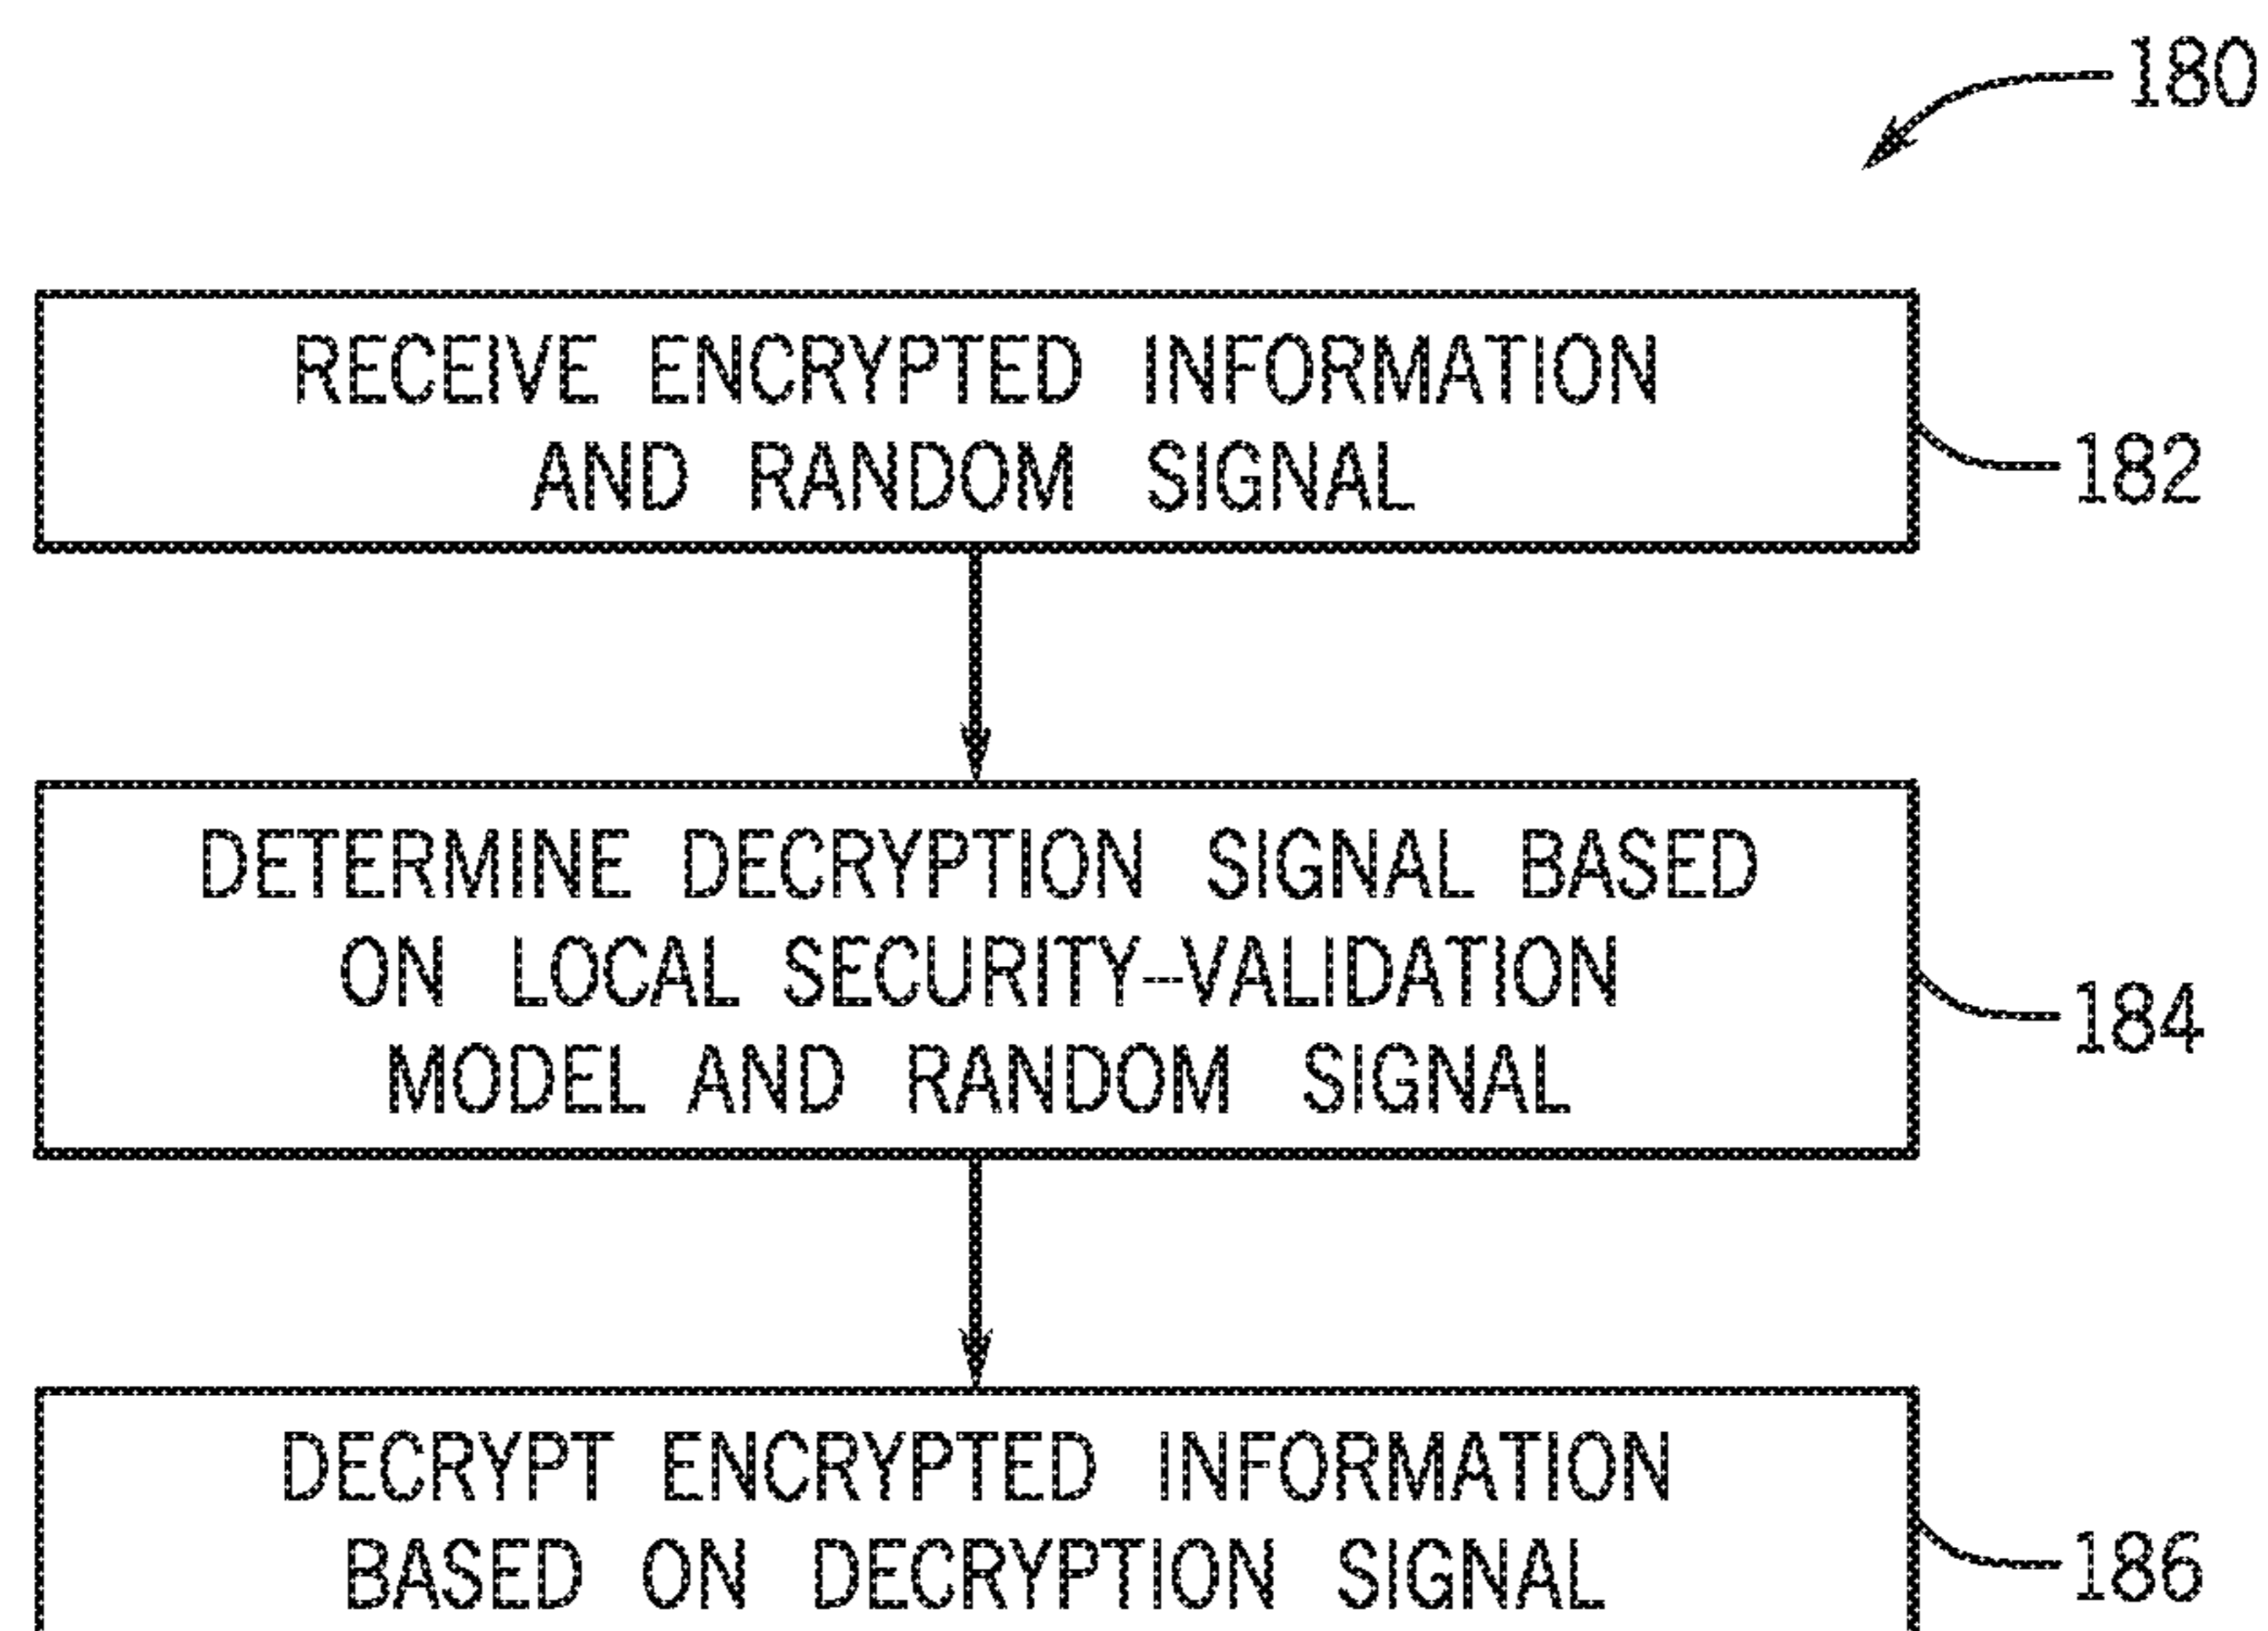 180
RECEIVE ENCRYPTED INFORMATION
AND RANDOM SIGNAL
182
DETERMINE DECRYPTION SIGNAL BASED
ON LOCAL SECURITY-VALIDATION
MODEL AND RANDOM SIGNAL
184
DECRYPT ENCRYPTED INFORMATION
BASED ON DECRYPTION SIGNAL
186